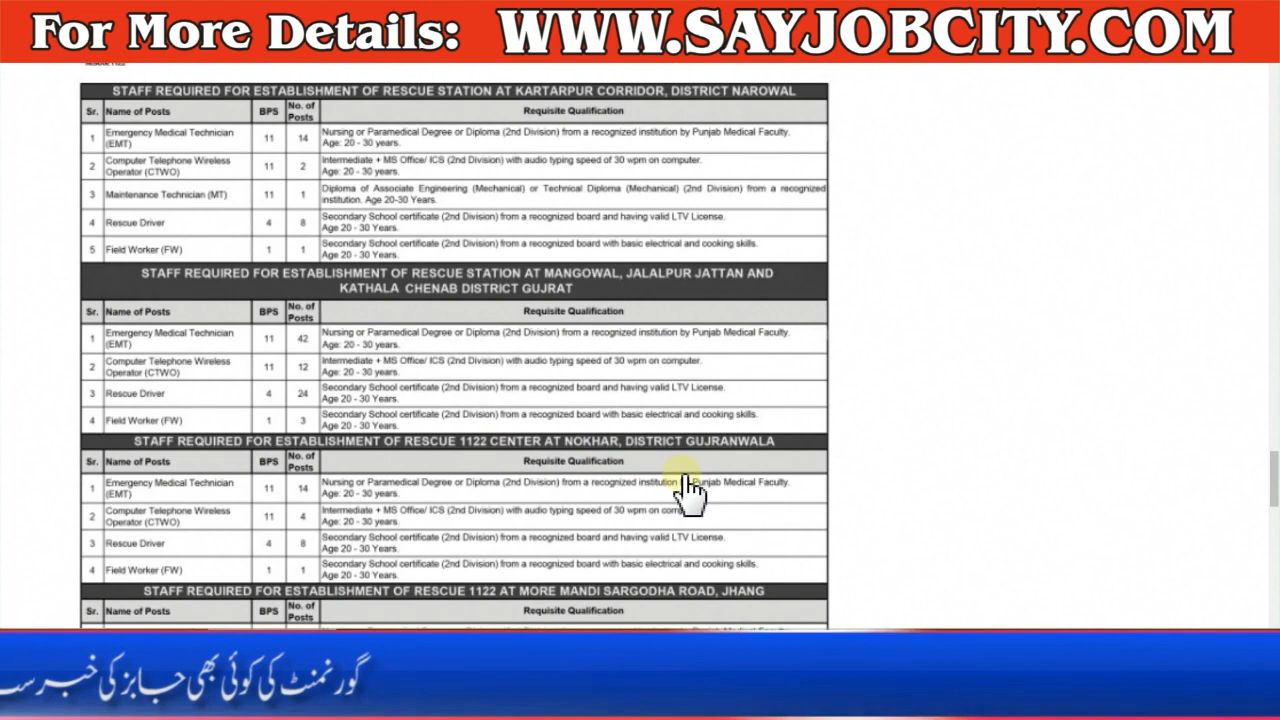 For More Details: WWW.SAYJOBCITY.COM
STAFF REQUIRED FOR ESTABLISHMENT OF RESCUE STATION AT KARTARPUR CORRIDOR, DISTRICT NAROWAL
Sr. Name of Posts BPS No. of Posts Requisite Qualification
1 Emergency Medical Technician (EMT) 11 14 Nursing or Paramedical Degree or Diploma (2nd Division) from a recognized institution by Punjab Medical Faculty.
Age: 20 - 30 years.
2 Computer Telephone Wireless Operator (CTWO) 11 2 Intermediate + MS Office/ ICS (2nd Division) with audio typing speed of 30 wpm on computer.
Age: 20 - 30 years.
3 Maintenance Technician (MT) 11 1 Diploma of Associate Engineering (Mechanical) or Technical Diploma (Mechanical) (2nd Division) from a recognized
institution. Age 20-30 Years.
4 Rescue Driver 4 8 Secondary School certificate (2nd Division) from a recognized board and having valid LTV License.
Age 20 - 30 Years.
5 Field Worker (FW) 1 1 Secondary School certificate (2nd Division) from a recognized board with basic electrical and cooking skills.
Age 20 - 30 Years.
STAFF REQUIRED FOR ESTABLISHMENT OF RESCUE STATION AT MANGOWAL, JALALPUR JATTAN AND
KATHALA CHENAB DISTRICT GUJRAT
Sr. Name of Posts BPS No. of Posts Requisite Qualification
1 Emergency Medical Technician (EMT) 11 42 Nursing or Paramedical Degree or Diploma (2nd Division) from a recognized institution by Punjab Medical Faculty.
Age: 20 - 30 years.
2 Computer Telephone Wireless Operator (CTWO) 11 12 Intermediate + MS Office/ ICS (2nd Division) with audio typing speed of 30 wpm on computer.
Age: 20 - 30 years.
3 Rescue Driver 4 24 Secondary School certificate (2nd Division) from a recognized board and having valid LTV License.
Age 20 - 30 Years.
4 Field Worker (FW) 1 3 Secondary School certificate (2nd Division) from a recognized board with basic electrical and cooking skills.
Age 20 - 30 Years.
STAFF REQUIRED FOR ESTABLISHMENT OF RESCUE 1122 CENTER AT NOKHAR, DISTRICT GUJRANWALA
Sr. Name of Posts BPS No. of Posts Requisite Qualification
1 Emergency Medical Technician (EMT) 11 14 Nursing or Paramedical Degree or Diploma (2nd Division) from a recognized institution Punjab Medical Faculty.
Age: 20 - 30 years.
2 Computer Telephone Wireless Operator (CTWO) 11 4 Intermediate + MS Office/ ICS (2nd Division) with audio typing speed of 30 wpm on
Age: 20 - 30 years.
3 Rescue Driver 4 8 Secondary School certificate (2nd Division) from a recognized board and having valid LTV License.
Age 20 - 30 Years.
4 Field Worker (FW) 1 1 Secondary School certificate (2nd Division) from a recognized board with basic electrical and cooking skills.
Age 20 - 30 Years.
STAFF REQUIRED FOR ESTABLISHMENT OF RESCUE 1122 AT MORE MANDI SARGODHA ROAD, JHANG
Sr. Name of Posts BPS No. of Posts Requisite Qualification
گورنمنٹ کی کوئی بھی جابز کی خبر